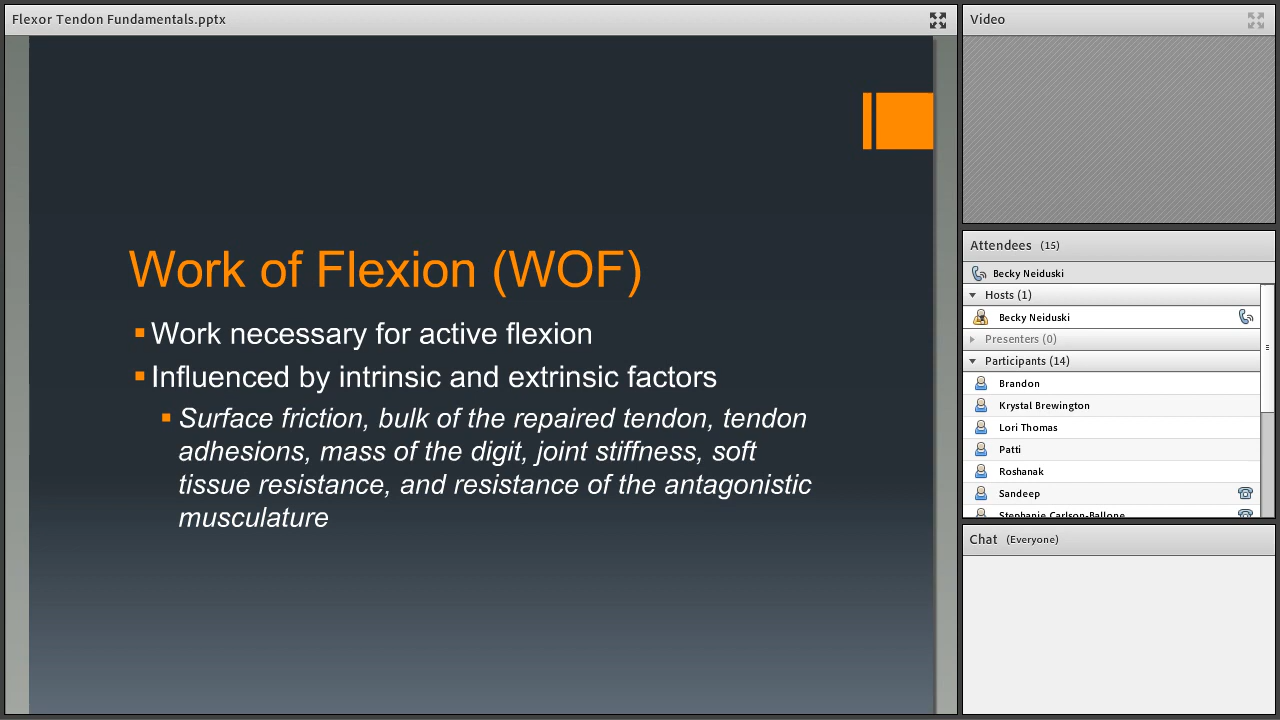 Flexor Tendon Fundamentals.pptx
Work of Flexion (WOF)
Work necessary for active flexion
Influenced by intrinsic and extrinsic factors
Surface friction, bulk of the repaired tendon, tendon
adhesions, mass of the digit, joint stiffness, soft
tissue resistance, and resistance of the antagonistic
musculature
Video
Attendees (15)
Becky Neiduski
Hosts (1)
Becky Neiduski
Presenters (0)
Participants (14)
Brandon
Krystal Brewington
Lori Thomas
Patti
Roshanak
Sandeep
Stephanie Carlson-Ballone
Chat (Everyone)